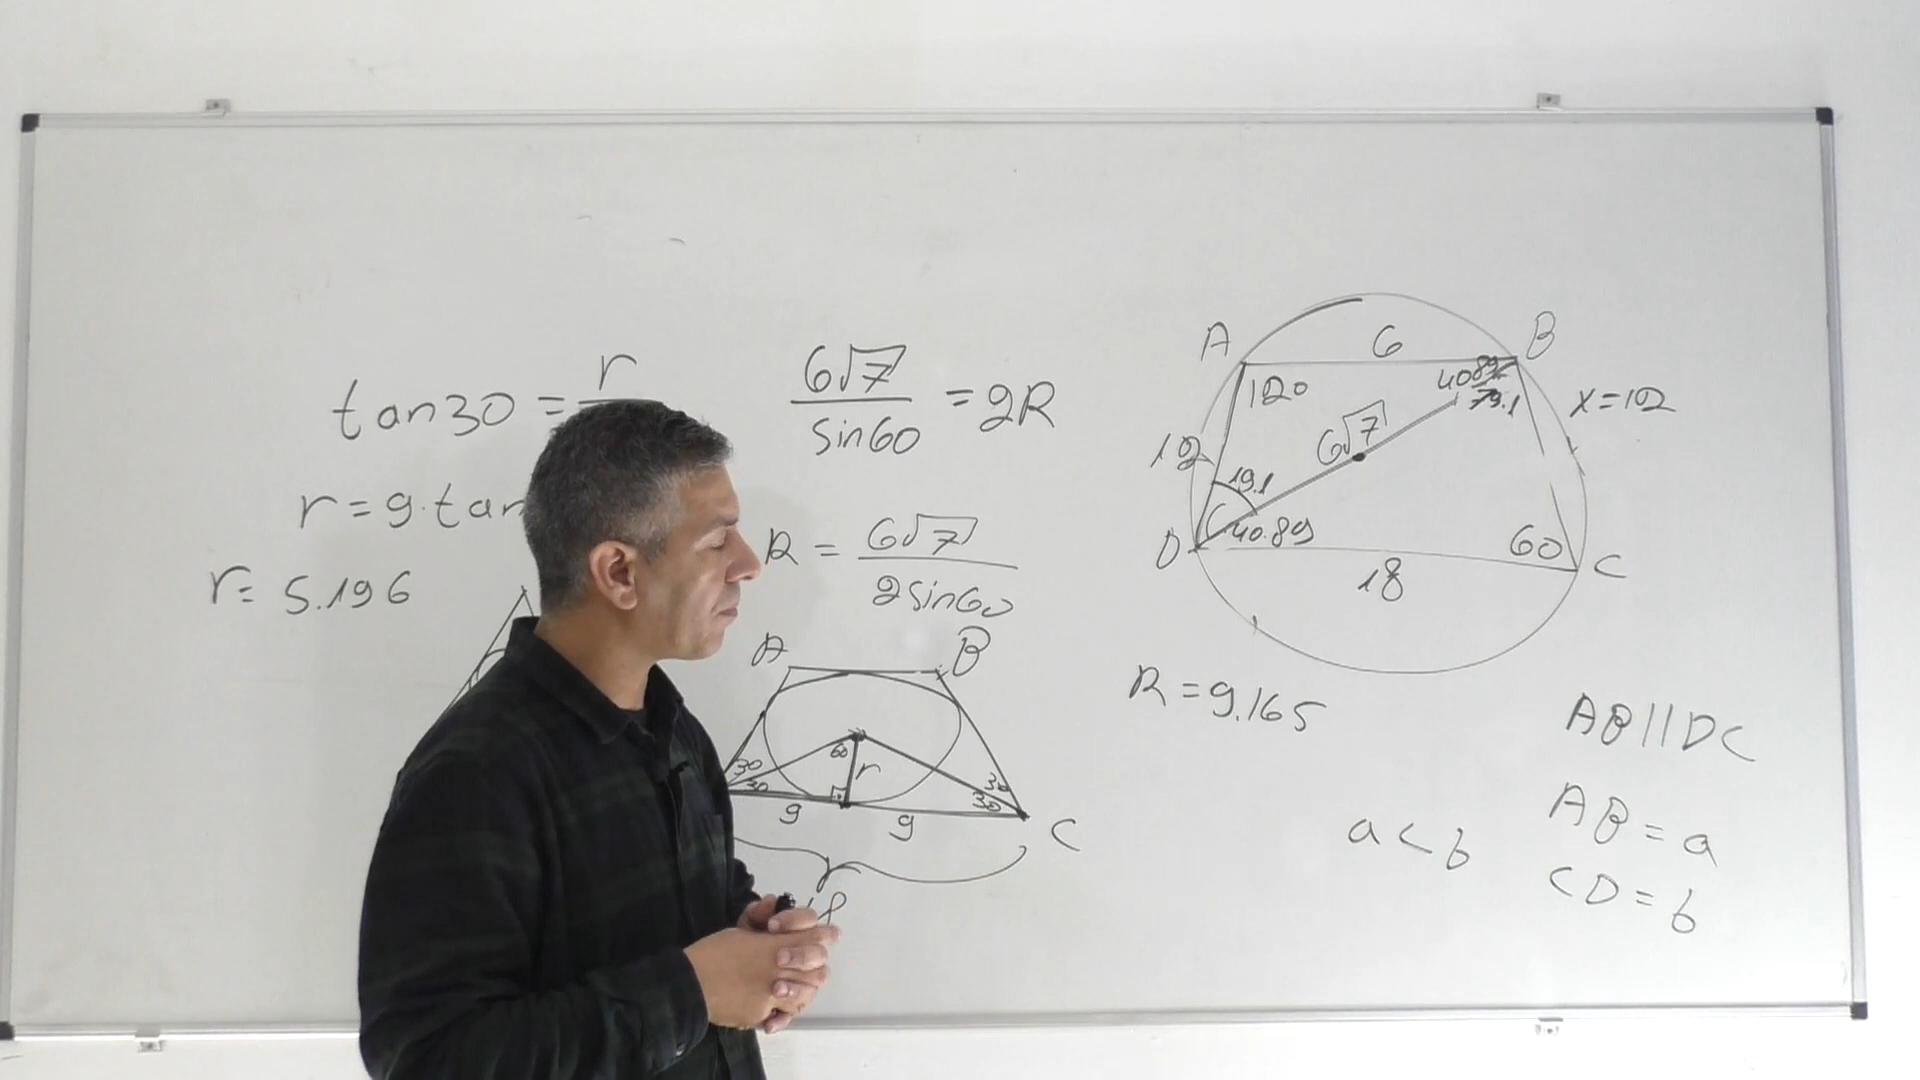 tan30 = r
r = 9·tan
r = 5.196
6√7
sin60
= 2R
R = 6√7
2sin60
A
B
60
r
30
30
30
30
9
9
C
18
A
6
B
120
40.89
79.1
x=12
12
6√7
19.1
D
40.89
60
C
18
R = 9.165
AB//DC
AB = a
a < b
CD = b